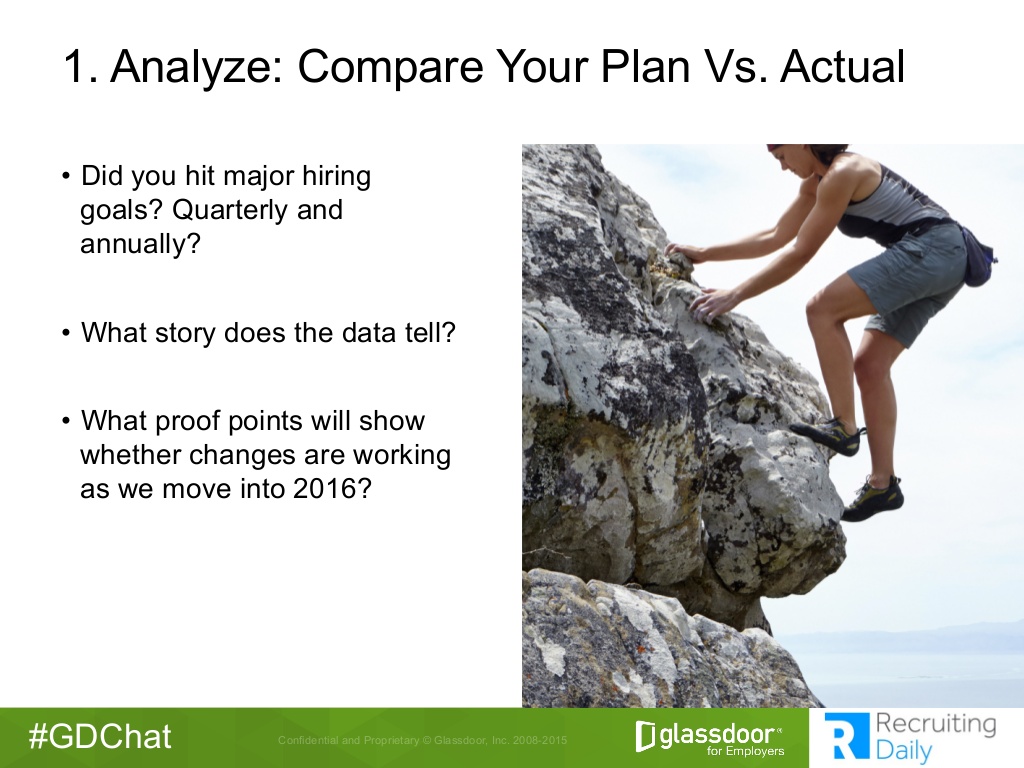 1. Analyze: Compare Your Plan Vs. Actual
• Did you hit major hiring
goals? Quarterly and
annually?
• What story does the data tell?
• What proof points will show
whether changes are working
as we move into 2016?
#GDChat
Confidential and Proprietary © Glassdoor, Inc. 2008-2015
glassdoor®
for Employers
R
Recruiting
Daily